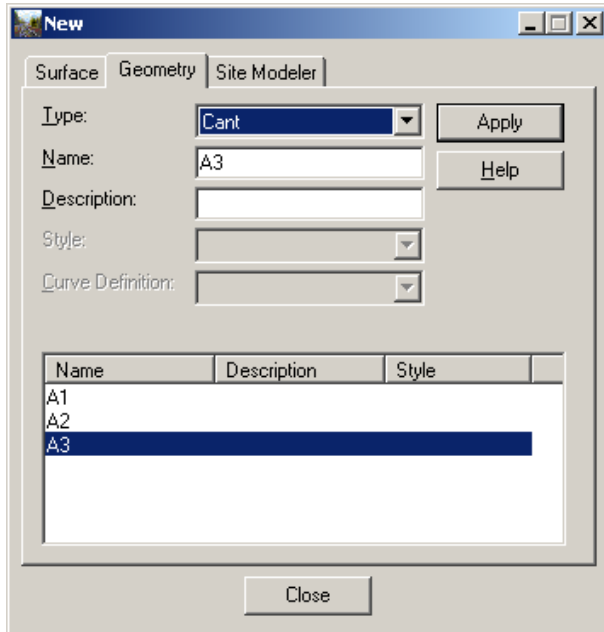 New
Surface Geometry Site Modeler
Type: Cant Apply
Name: A3 Help
Description:
Style:
Curve Definition:
Name Description Style
A1
A2
A3
Close